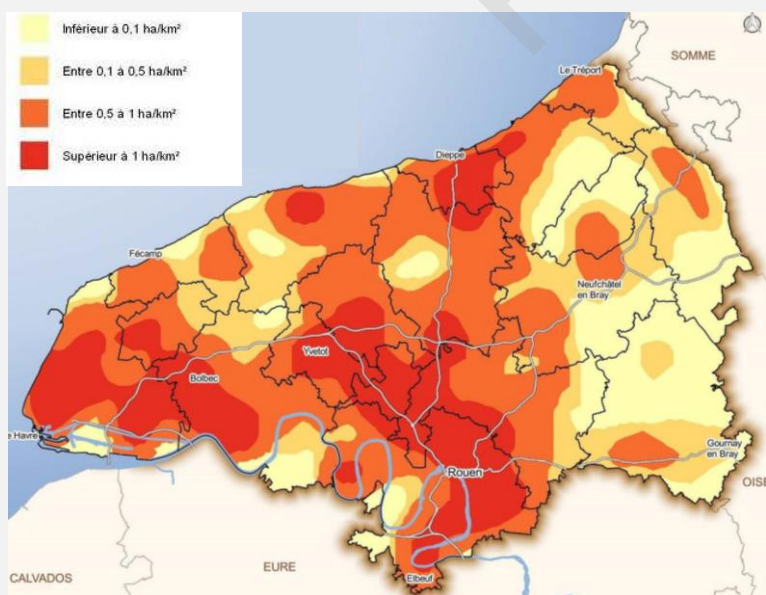 Inférieur à 0,1 ha/km²
Entre 0,1 à 0,5 ha/km²
Entre 0,5 à 1 ha/km²
Supérieur à 1 ha/km²
SOMME
Le Tréport
Dieppe
Fécamp
Neufchâtel
en Bray
Yvetot
Bolbec
e Havre
Gournay
en Bray
Rouen
OISE
EURE
Elbeuf
CALVADOS